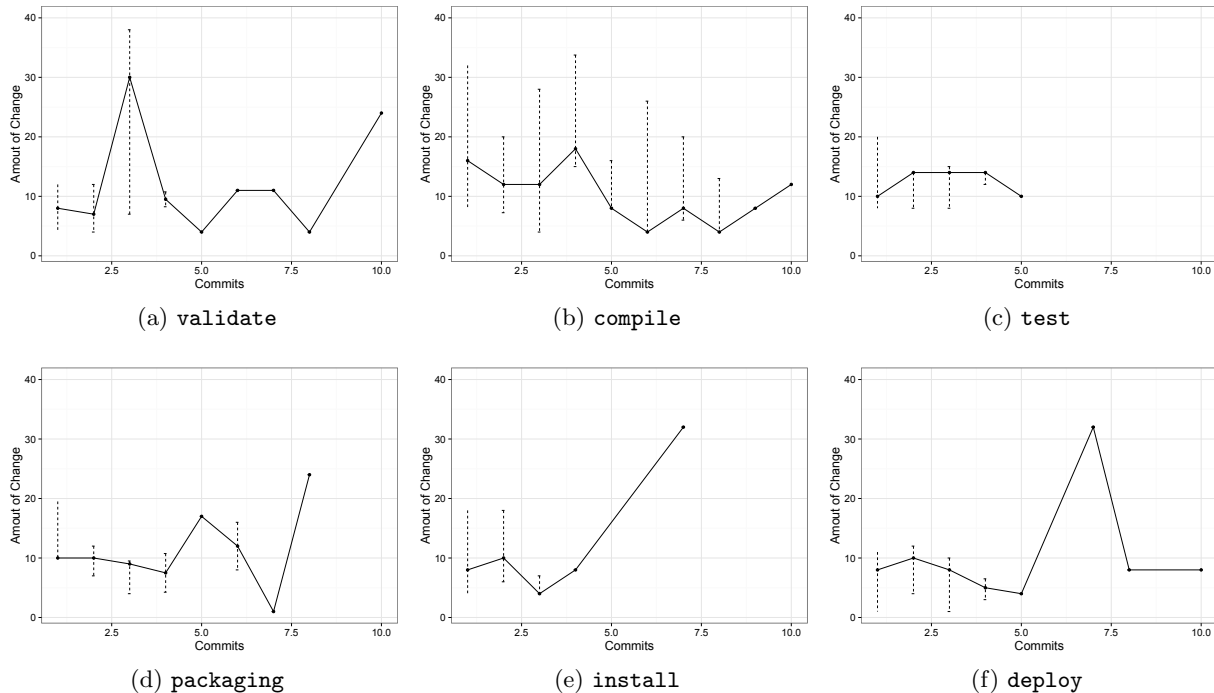 40
30
20
10
0
Amout of Change
2.5 5.0 7.5 10.0
Commits
(a) validate
40
30
20
10
0
Amout of Change
2.5 5.0 7.5 10.0
Commits
(b) compile
40
30
20
10
0
Amout of Change
2.5 5.0 7.5 10.0
Commits
(c) test
40
30
20
10
0
Amout of Change
2.5 5.0 7.5 10.0
Commits
(d) packaging
40
30
20
10
0
Amout of Change
2.5 5.0 7.5 10.0
Commits
(e) install
40
30
20
10
0
Amout of Change
2.5 5.0 7.5 10.0
Commits
(f) deploy